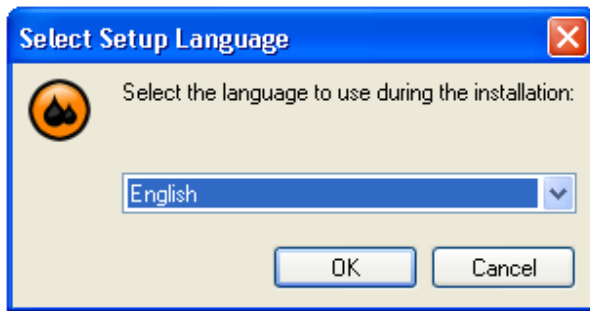 Select Setup Language
Select the language to use during the installation:
English
OK
Cancel